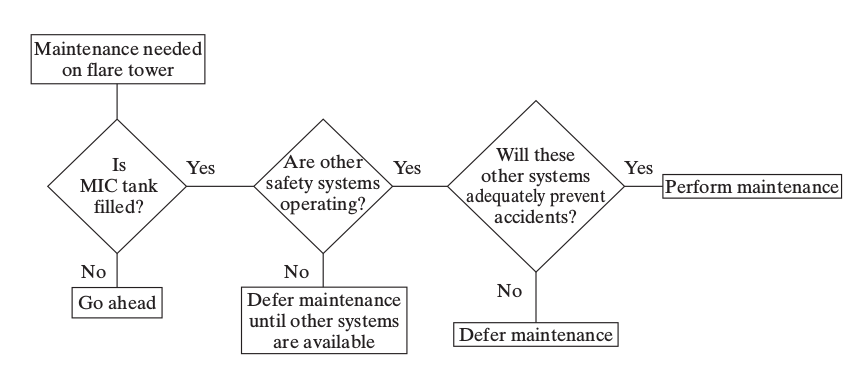 Maintenance needed
on flare tower
Is
MIC tank
filled?
Yes
No
Go ahead
Are other
safety systems
operating?
Yes
No
Defer maintenance
until other systems
are available
Will these
other systems
adequately prevent
accidents?
Yes
No
Defer maintenance
Perform maintenance